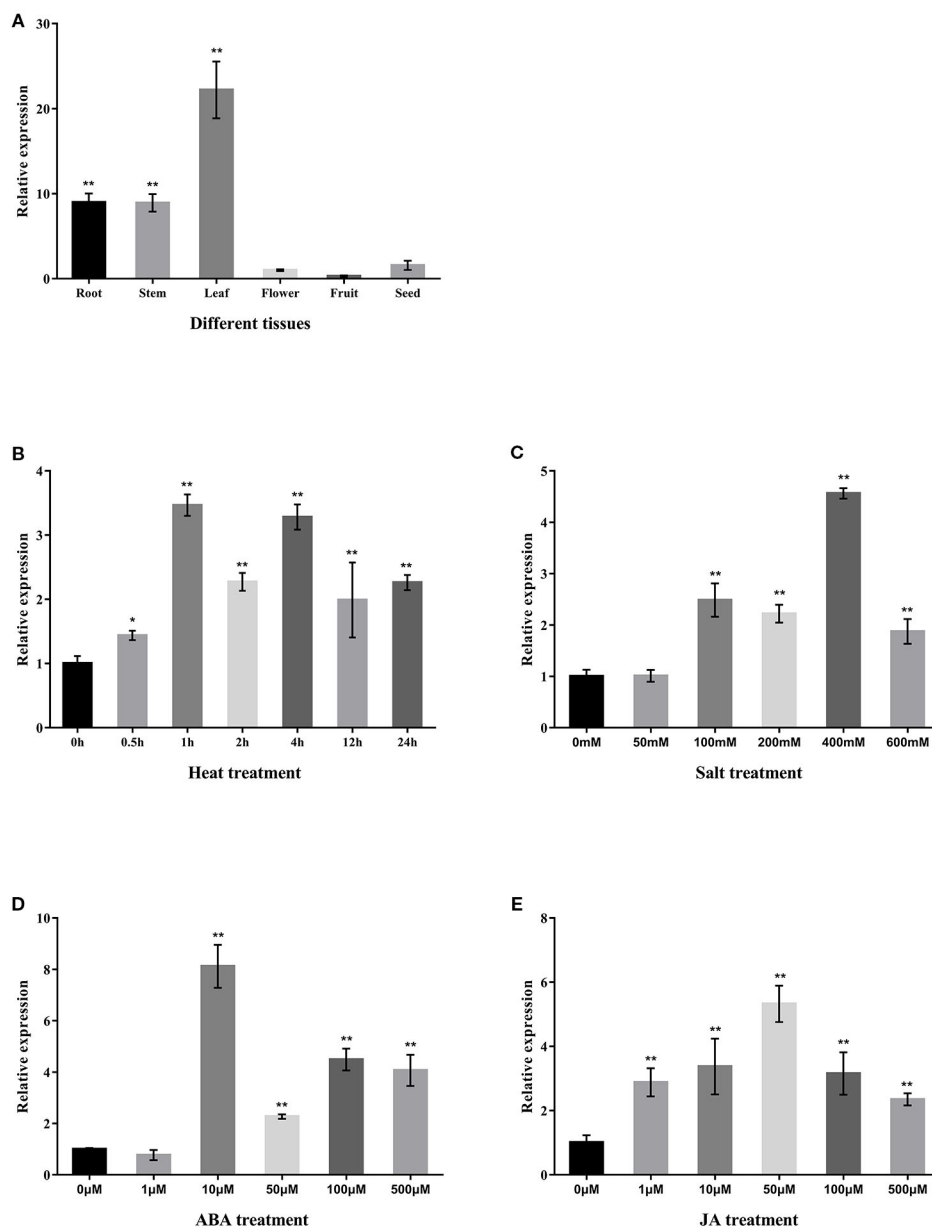 A
Relative expression
30
20
10
0
** ** **
Root Stem Leaf Flower Fruit Seed
Different tissues
B
Relative expression
4
3
2
1
0
* ** ** ** ** **
0h 0.5h 1h 2h 4h 12h 24h
Heat treatment
C
Relative expression
5
4
3
2
1
0
** ** ** **
0mM 50mM 100mM 200mM 400mM 600mM
Salt treatment
D
Relative expression
10
8
6
4
2
0
** ** ** **
0μM 1μM 10μM 50μM 100μM 500μM
ABA treatment
E
Relative expression
8
6
4
2
0
** ** ** ** **
0μM 1μM 10μM 50μM 100μM 500μM
JA treatment